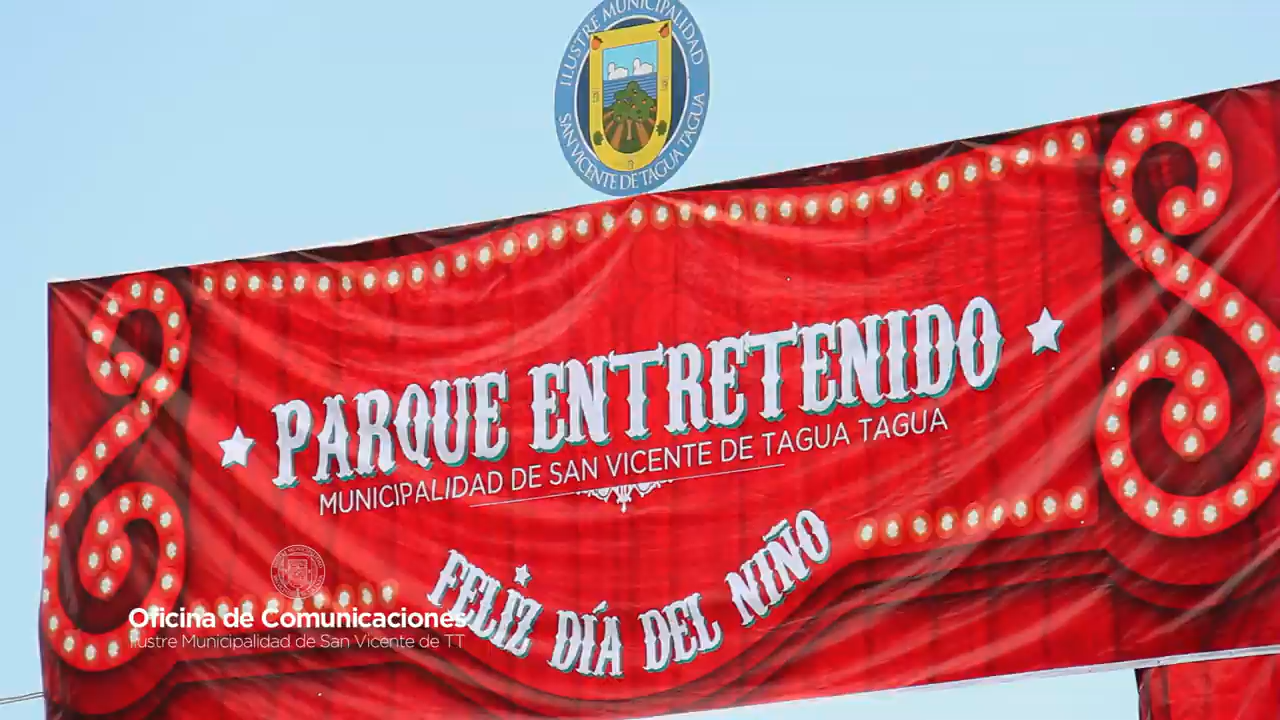 ILUSTRE MUNICIPALIDAD
SAN VICENTE DE TAGUA TAGUA
PARQUE ENTRETENIDO
MUNICIPALIDAD DE SAN VICENTE DE TAGUA TAGUA
FELIZ DÍA DEL NIÑO
Oficina de Comunicaciones
Ilustre Municipalidad de San Vicente de TT